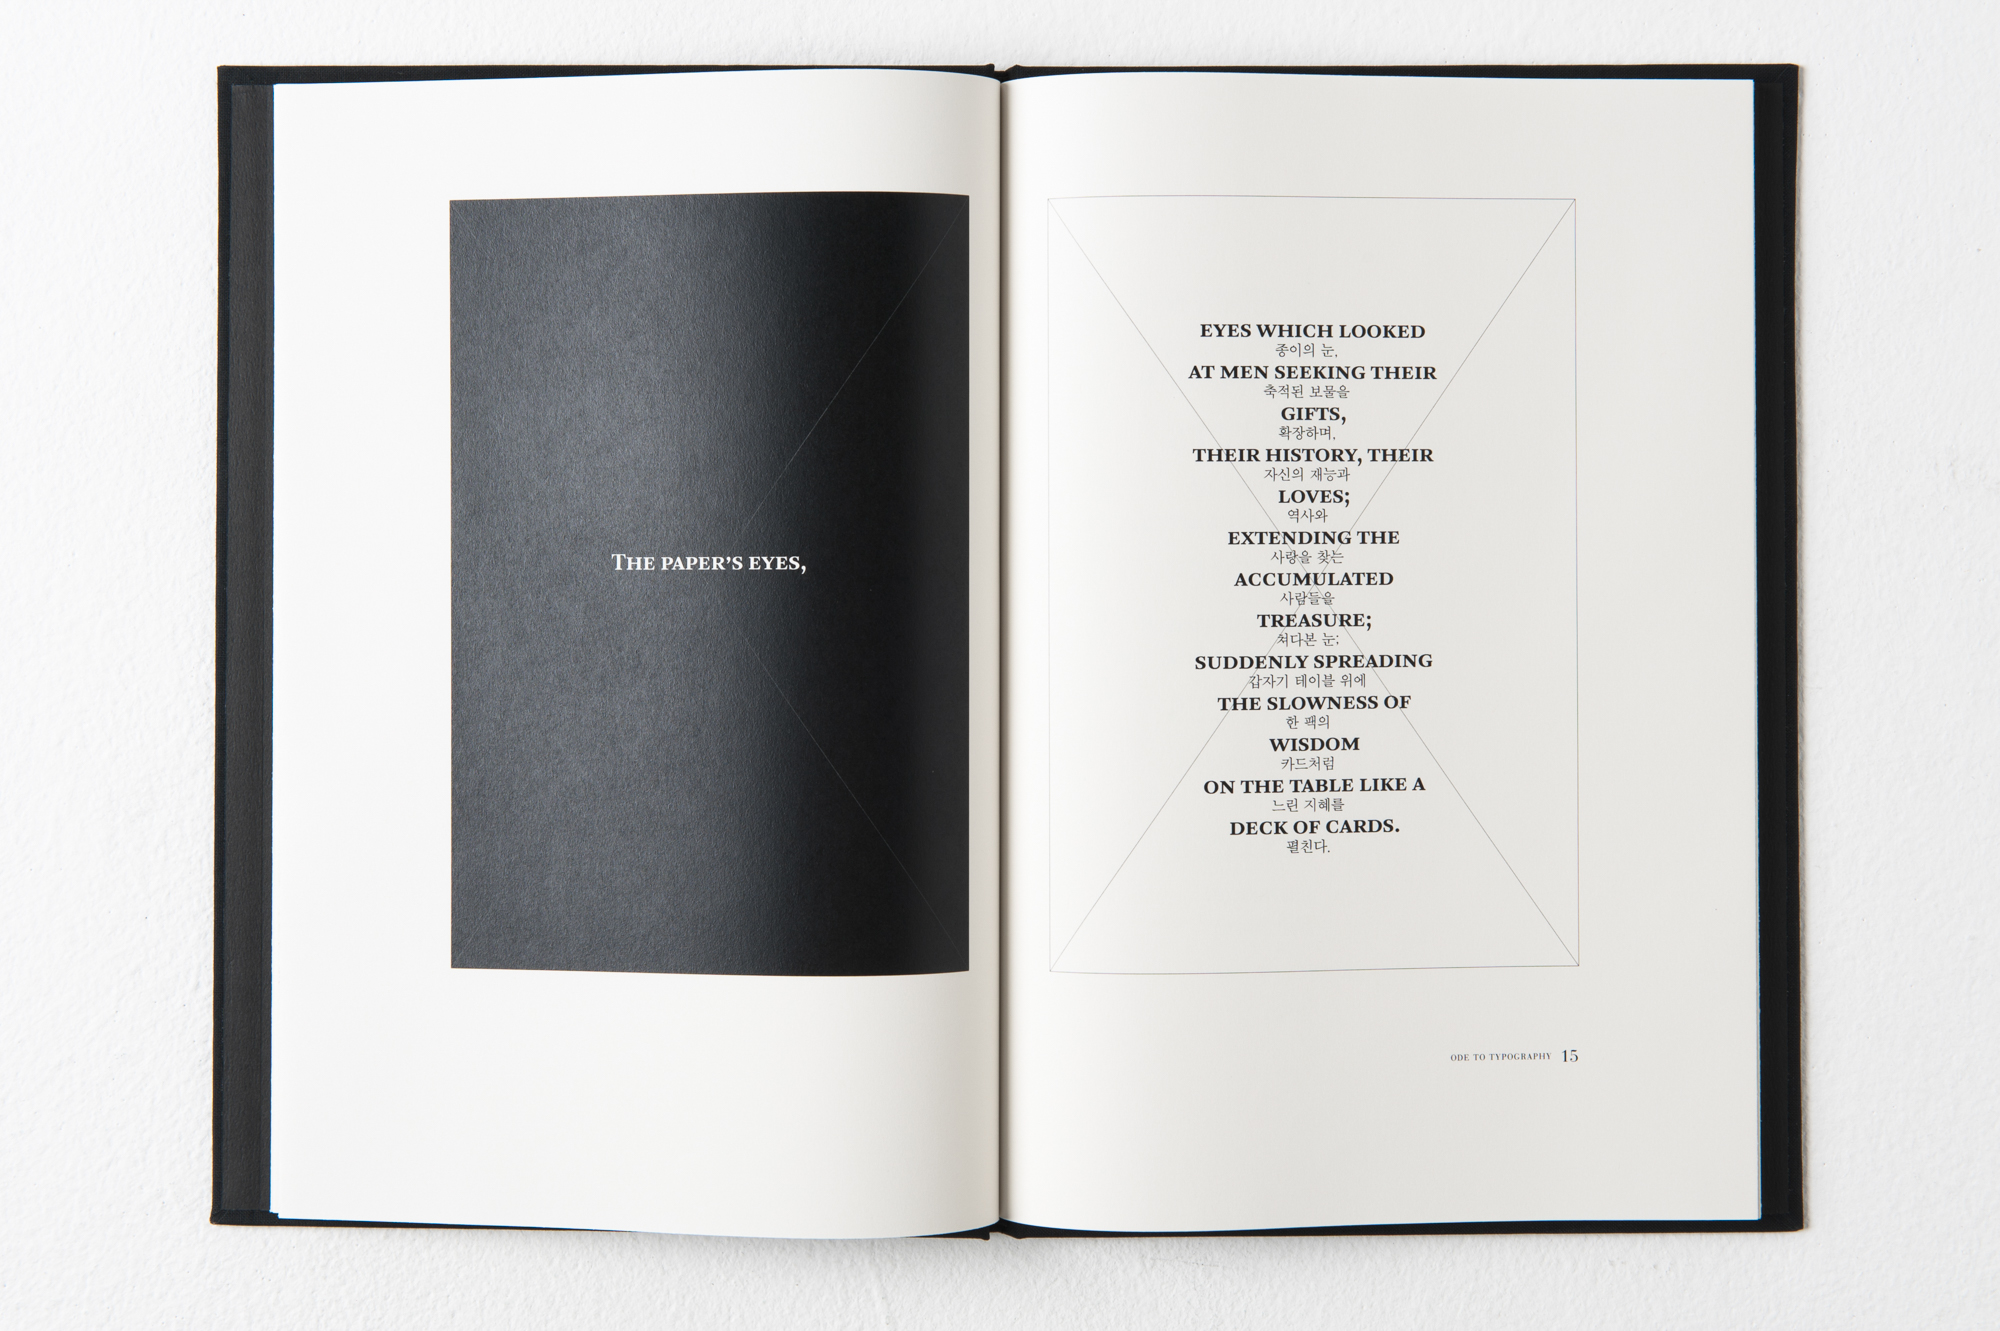 The paper’s eyes,
EYES WHICH LOOKED
종이의 눈,
AT MEN SEEKING THEIR
축적된 보물을
GIFTS,
확장하며,
THEIR HISTORY, THEIR
자신의 재능과
LOVES;
역사와
EXTENDING THE
사랑을 찾는
ACCUMULATED
사람들을
TREASURE;
쳐다본 눈;
SUDDENLY SPREADING
갑자기 테이블 위에
THE SLOWNESS OF
한 팩의
WISDOM
카드처럼
ON THE TABLE LIKE A
느린 지혜를
DECK OF CARDS.
펼친다.
ODE TO TYPOGRAPHY 15